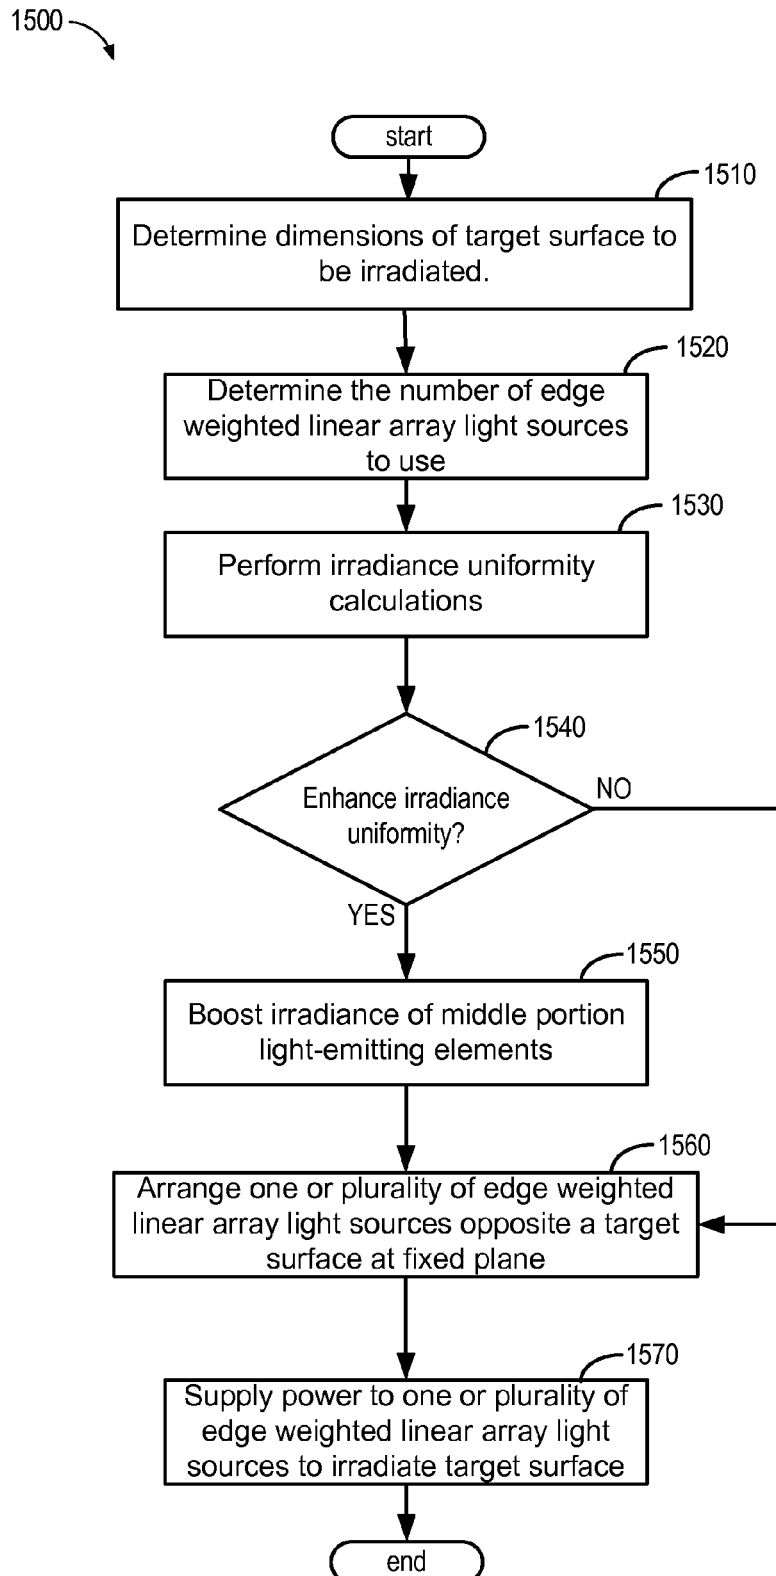 1500
start
1510
Determine dimensions of target surface to
be irradiated.
1520
Determine the number of edge
weighted linear array light sources
to use
1530
Perform irradiance uniformity
calculations
1540
Enhance irradiance
uniformity?
NO
YES
1550
Boost irradiance of middle portion
light-emitting elements
1560
Arrange one or plurality of edge weighted
linear array light sources opposite a target
surface at fixed plane
1570
Supply power to one or plurality of
edge weighted linear array light
sources to irradiate target surface
end